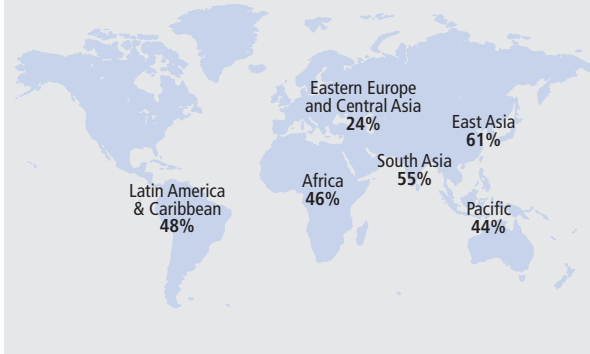 Eastern Europe
and Central Asia
24%
East Asia
61%
South Asia
55%
Africa
46%
Latin America
& Caribbean
48%
Pacific
44%